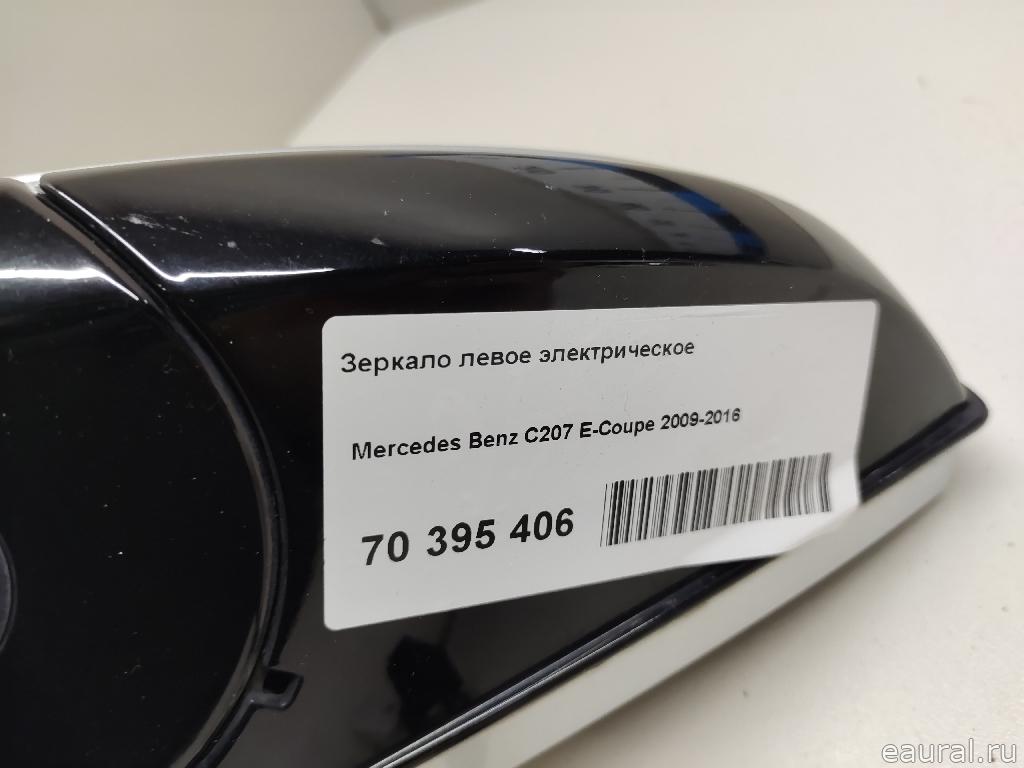 Зеркало левое электрическое
Mercedes Benz C207 E-Coupe 2009-2016
70 395 406
eaural.ru